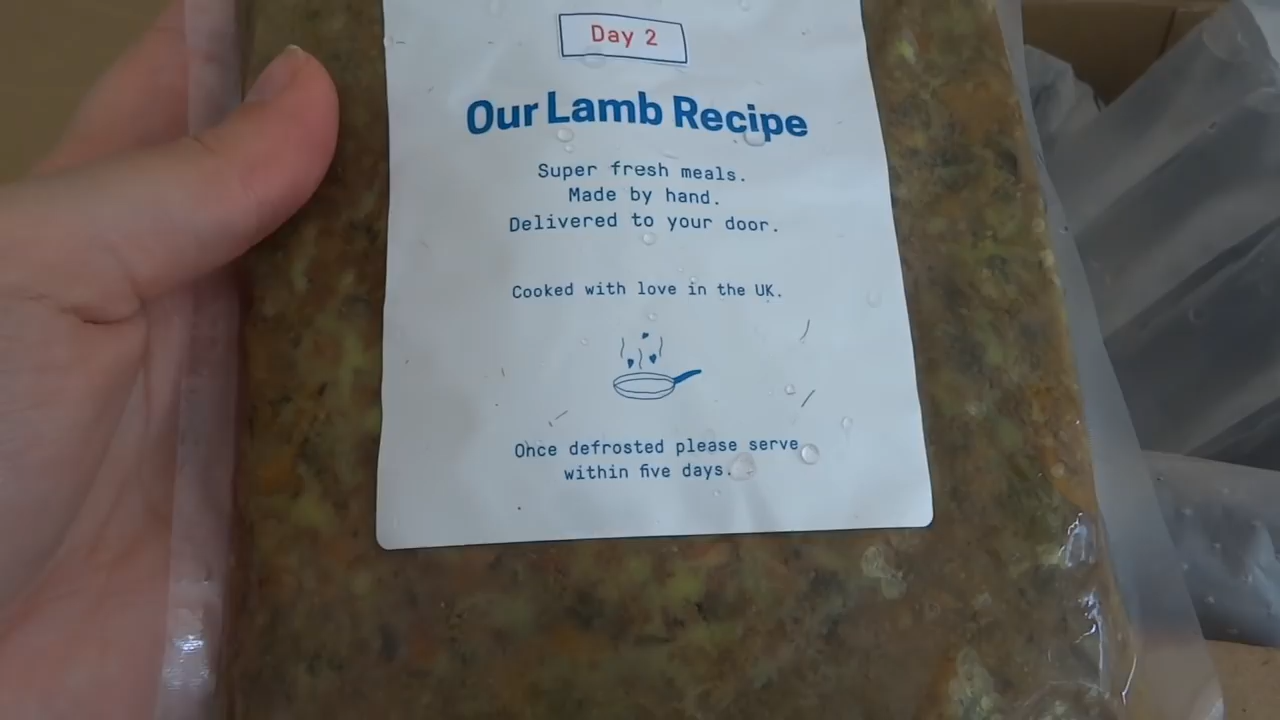 Day 2
Our Lamb Recipe
Super fresh meals.
Made by hand.
Delivered to your door.
Cooked with love in the UK.
Once defrosted please serve
within five days.